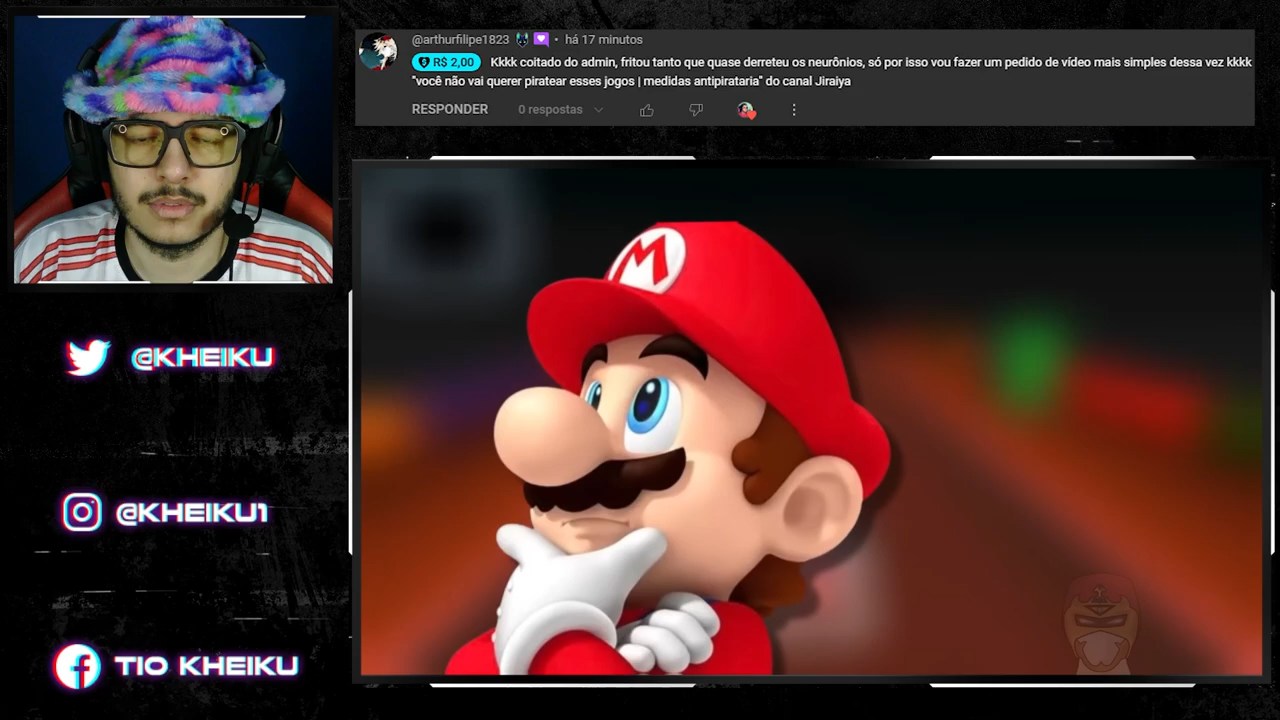 @arthurfilipe1823 • há 17 minutos
R$ 2,00 Kkkk coitado do admin, fritou tanto que quase derreteu os neurônios, só por isso vou fazer um pedido de vídeo mais simples dessa vez kkkk
"você não vai querer piratear esses jogos | medidas antipirataria" do canal Jiraiya
RESPONDER 0 respostas
M
@KHEIKU
@KHEIKU1
TIO KHEIKU